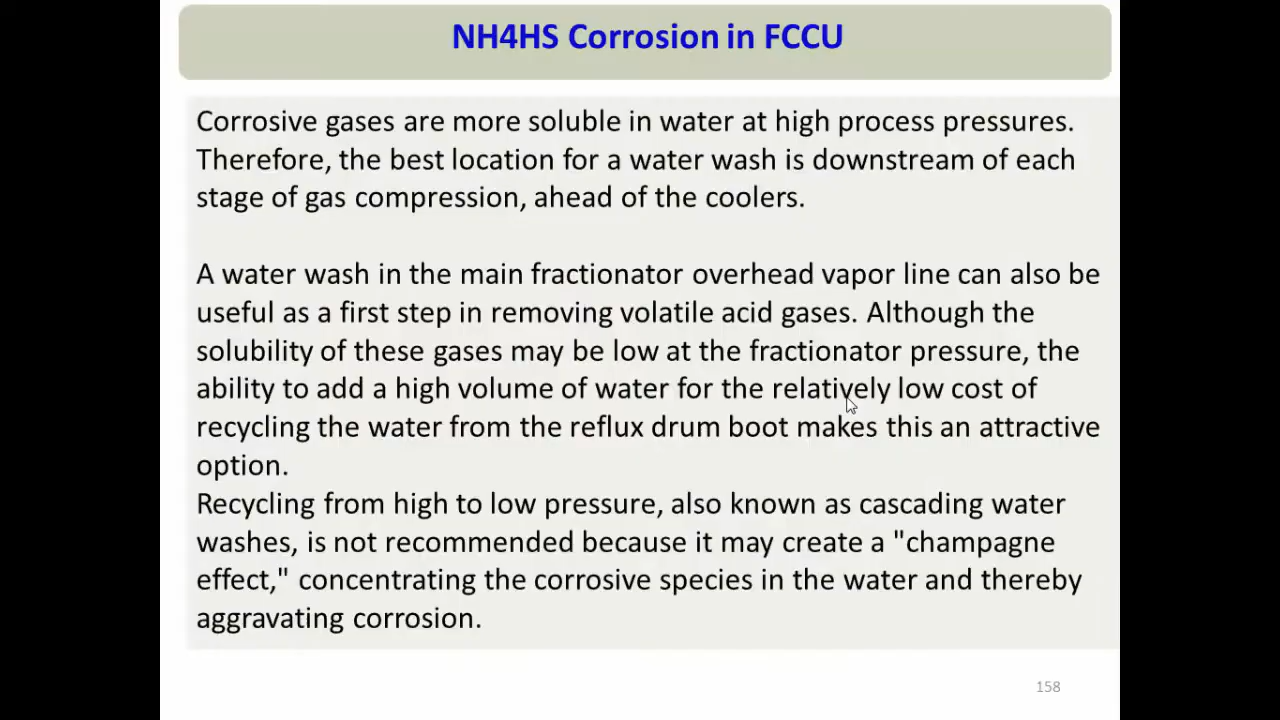 NH4HS Corrosion in FCCU
Corrosive gases are more soluble in water at high process pressures.
Therefore, the best location for a water wash is downstream of each
stage of gas compression, ahead of the coolers.
A water wash in the main fractionator overhead vapor line can also be
useful as a first step in removing volatile acid gases. Although the
solubility of these gases may be low at the fractionator pressure, the
ability to add a high volume of water for the relatively low cost of
recycling the water from the reflux drum boot makes this an attractive
option.
Recycling from high to low pressure, also known as cascading water
washes, is not recommended because it may create a "champagne
effect," concentrating the corrosive species in the water and thereby
aggravating corrosion.
158